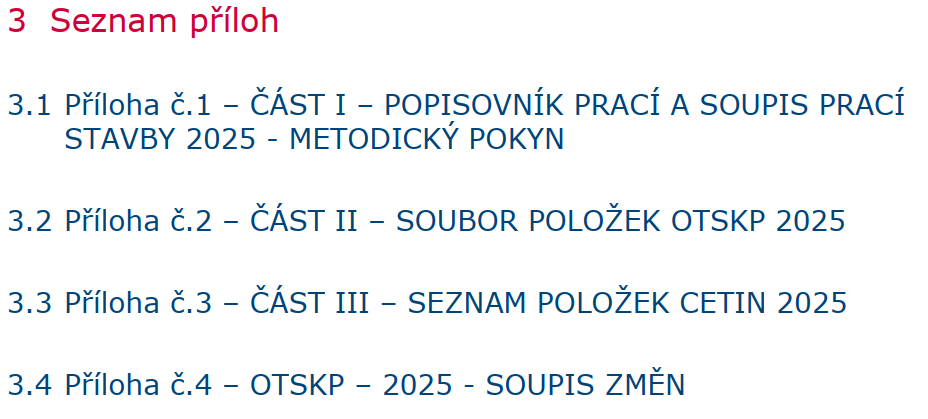 3 Seznam příloh
3.1 Příloha č.1 – ČÁST I – POPISOVNÍK PRACÍ A SOUPIS PRACÍ
STAVBY 2025 - METODICKÝ POKYN
3.2 Příloha č.2 – ČÁST II – SOUBOR POLOŽEK OTSKP 2025
3.3 Příloha č.3 – ČÁST III – SEZNAM POLOŽEK CETIN 2025
3.4 Příloha č.4 – OTSKP – 2025 - SOUPIS ZMĚN